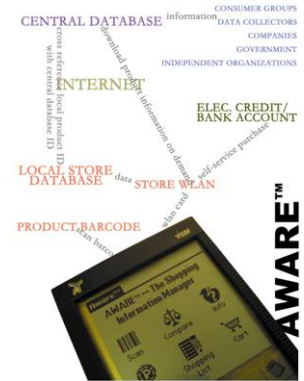 CONSUMER GROUPS
CENTRAL DATABASE
information
DATA COLLECTORS
COMPANIES
GOVERNMENT
INDEPENDENT ORGANIZATIONS
cross reference local product ID
with central database ID
download product information on demand
INTERNET
ELEC. CREDIT/
BANK ACCOUNT
self-service purchase
LOCAL STORE
DATABASE
data
STORE WLAN
wlan card
PRODUCT BARCODE
scan barco
AWARE™
VISOR
AWARE™ -- The Shopping
Information Manager
Scan
Compare
Info
Shopping
List
Cart